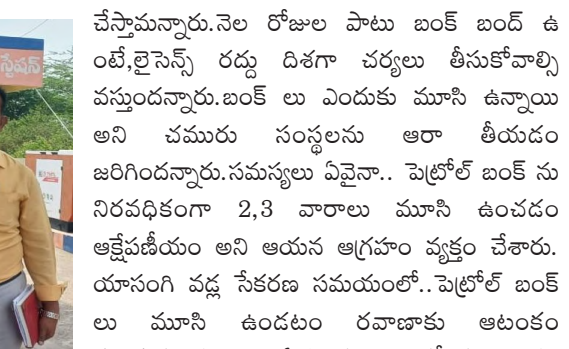 స్టేషన్
చేస్తామన్నారు.నెల రోజుల పాటు బంక్ బంద్ ఉ
ంటే,లైసెన్స్ రద్దు దిశగా చర్యలు తీసుకోవాల్సి
వస్తుందన్నారు.బంక్ లు ఎందుకు మూసి ఉన్నాయి
అని చమురు సంస్థలను ఆరా తీయడం
జరిగిందన్నారు.సమస్యలు ఏవైనా.. పెట్రోల్ బంక్ ను
నిరవధికంగా 2,3 వారాలు మూసి ఉంచడం
ఆక్షేపణీయం అని ఆయన ఆగ్రహం వ్యక్తం చేశారు.
యాసంగి వడ్ల సేకరణ సమయంలో..పెట్రోల్ బంక్
లు మూసి ఉండటం రవాణాకు ఆటంకం